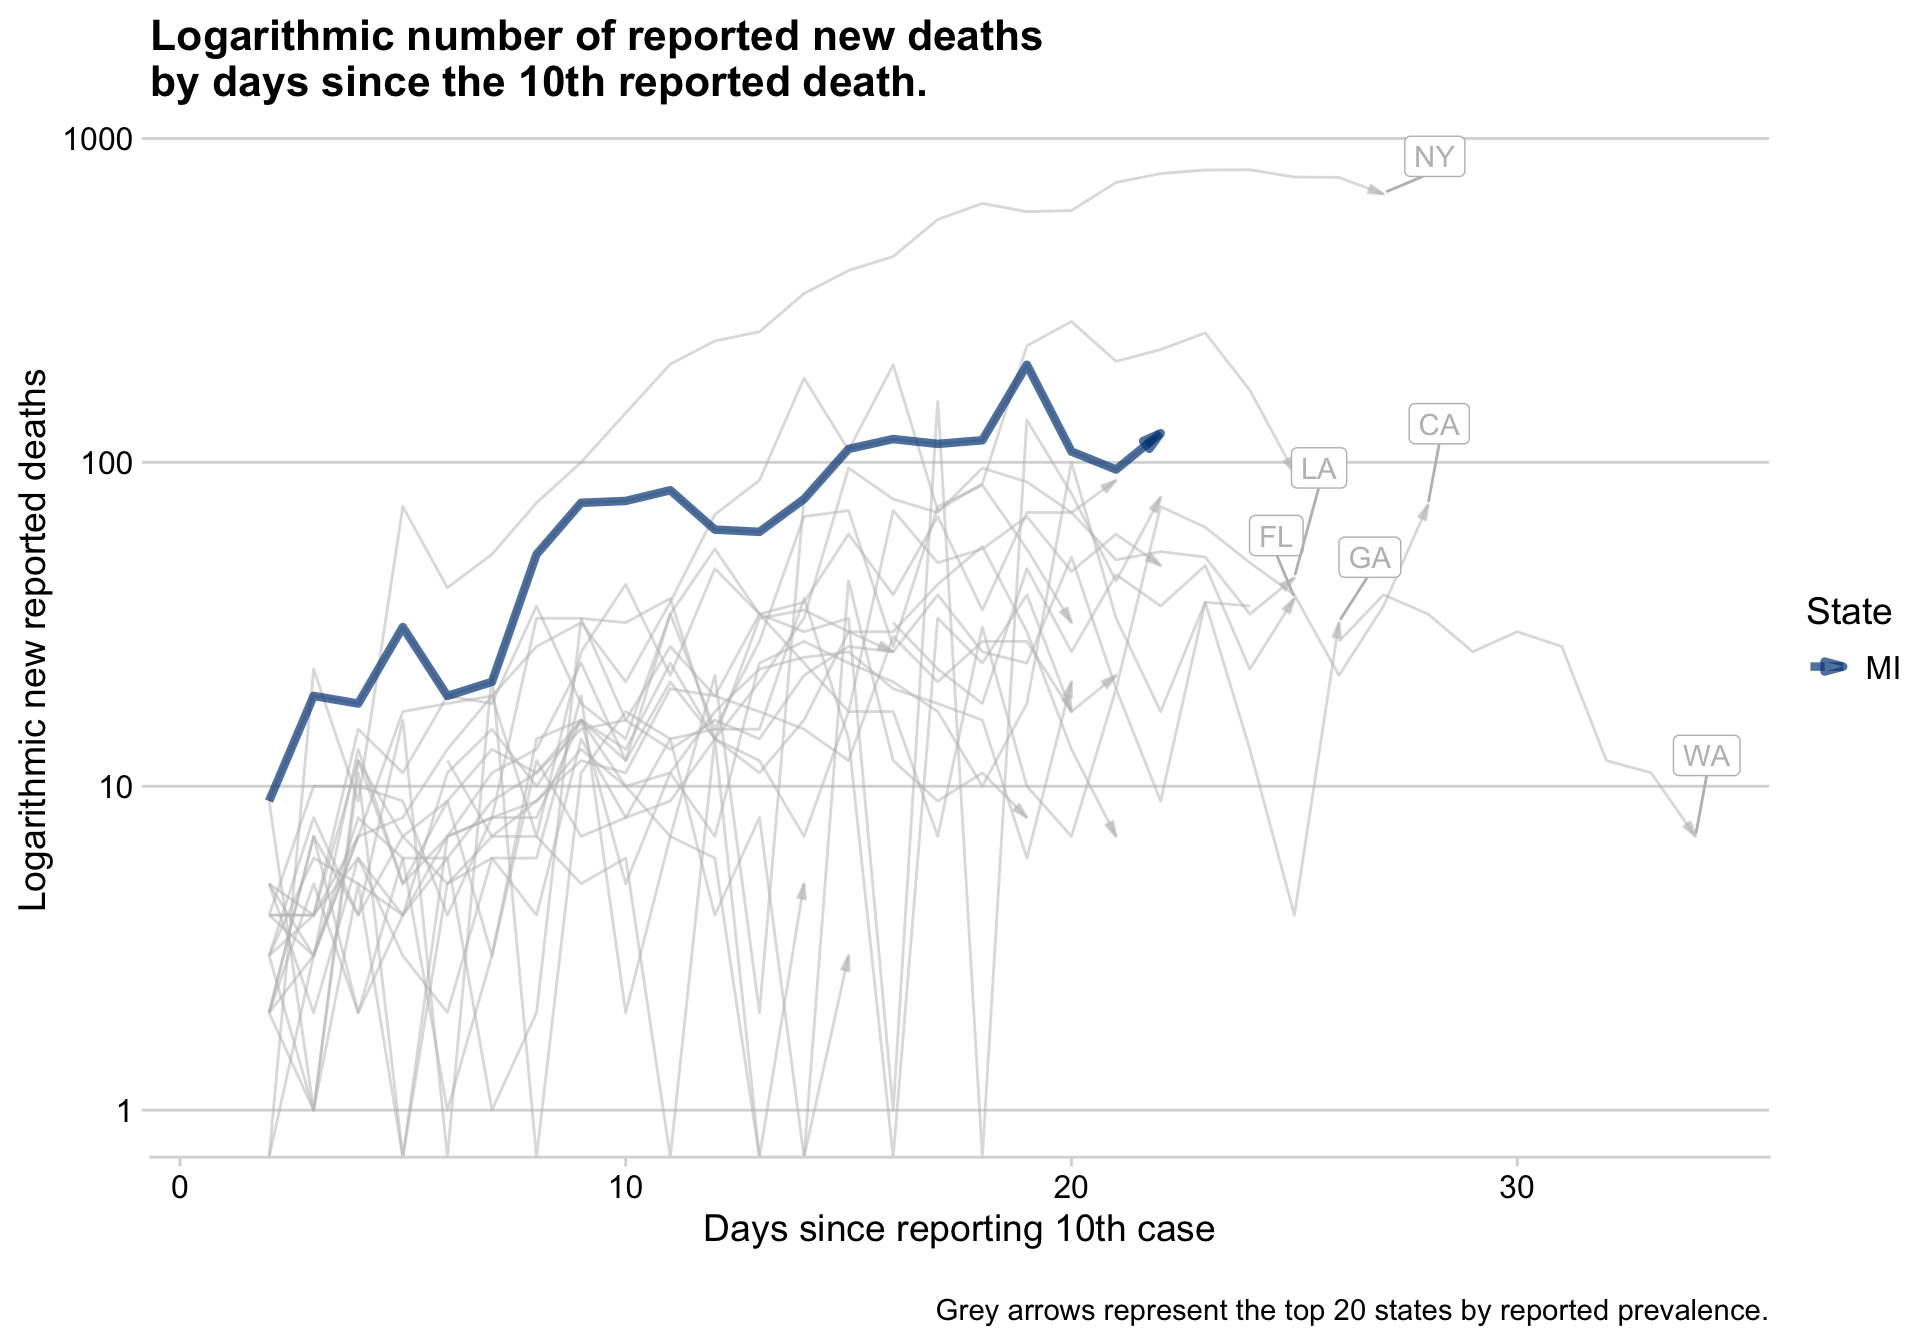 Logarithmic number of reported new deaths
by days since the 10th reported death.
Logarithmic new reported deaths
1000
100
10
1
NY
CA
LA
FL
GA
WA
State
MI
0 10 20 30
Days since reporting 10th case
Grey arrows represent the top 20 states by reported prevalence.